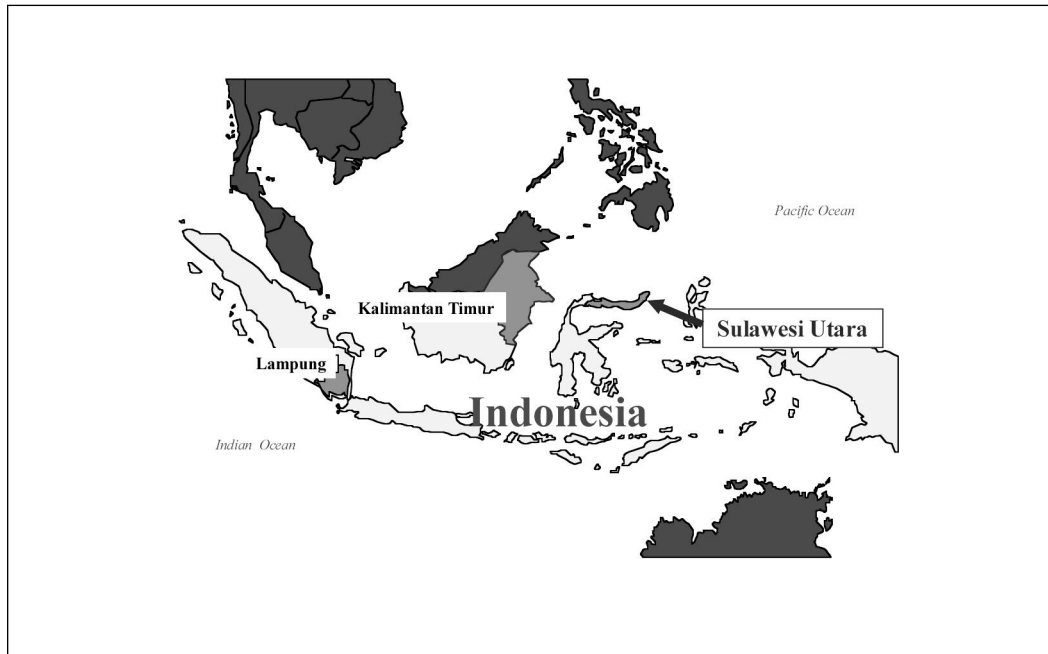 Pacific Ocean
Kalimantan Timur
Sulawesi Utara
Lampung
Indonesia
Indian Ocean